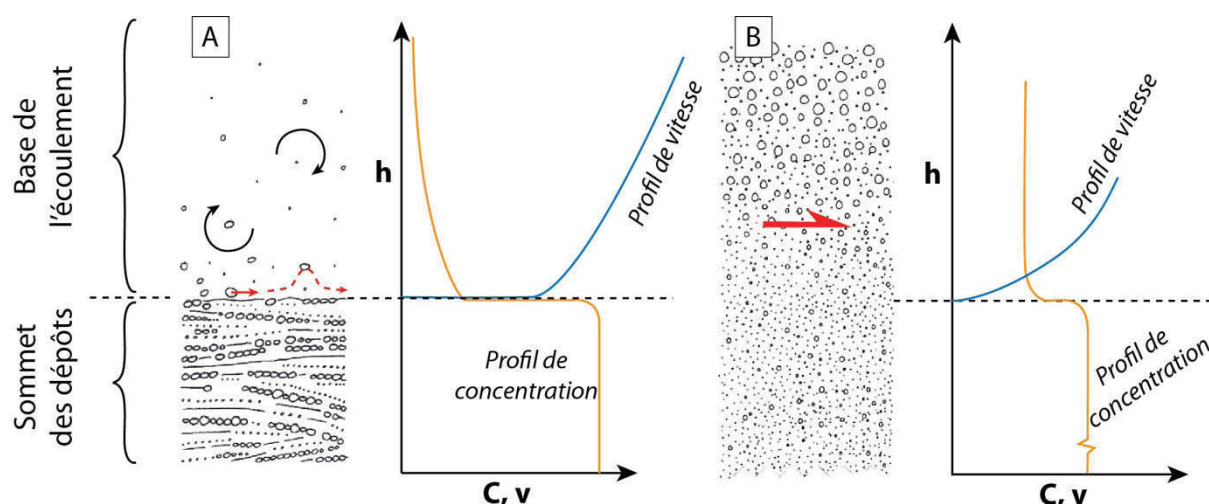 Base de
l'écoulement
Sommet
des dépôts
A
h
Profil de vitesse
Profil de
concentration
C, v
B
h
Profil de vitesse
Profil de
concentration
C, v